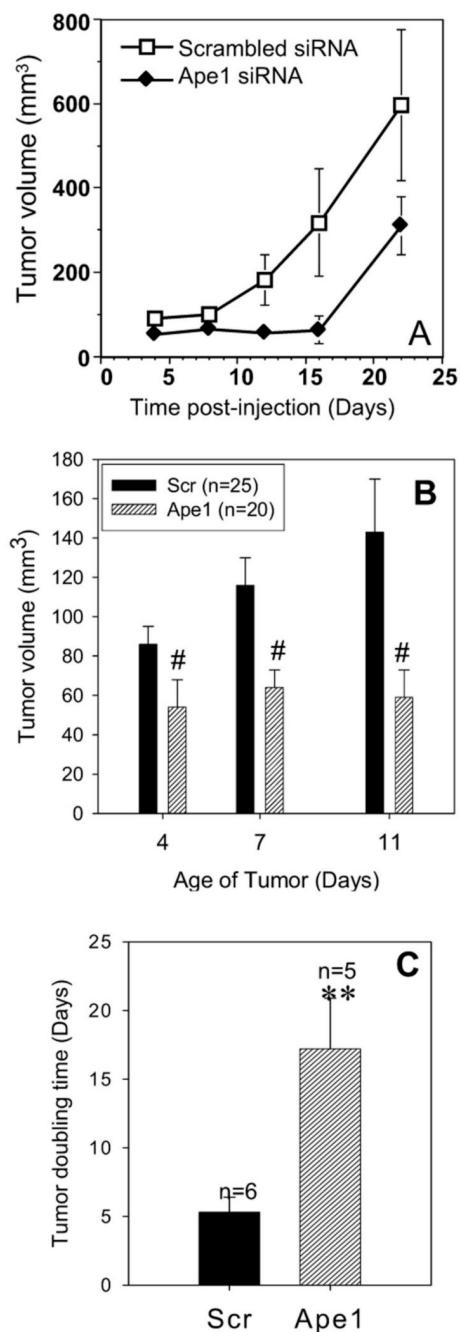 800
600
400
200
0
Tumor volume (mm³)
Scrambled siRNA
Ape1 siRNA
A
0 5 10 15 20 25
Time post-injection (Days)
180
160
140
120
100
80
60
40
20
0
Tumor volume (mm³)
Scr (n=25)
Ape1 (n=20)
B
# # #
4 7 11
Age of Tumor (Days)
25
20
15
10
5
0
Tumor doubling time (Days)
C
n=5
**
n=6
Scr Ape1